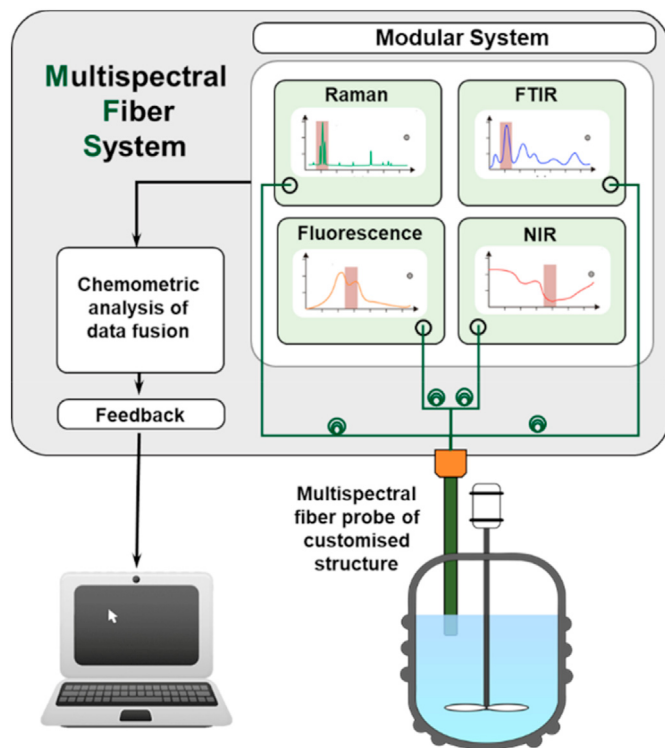 Modular System
Multispectral
Fiber
System
Raman
FTIR
Fluorescence
NIR
Chemometric
analysis of
data fusion
Feedback
Multispectral
fiber probe of
customised
structure